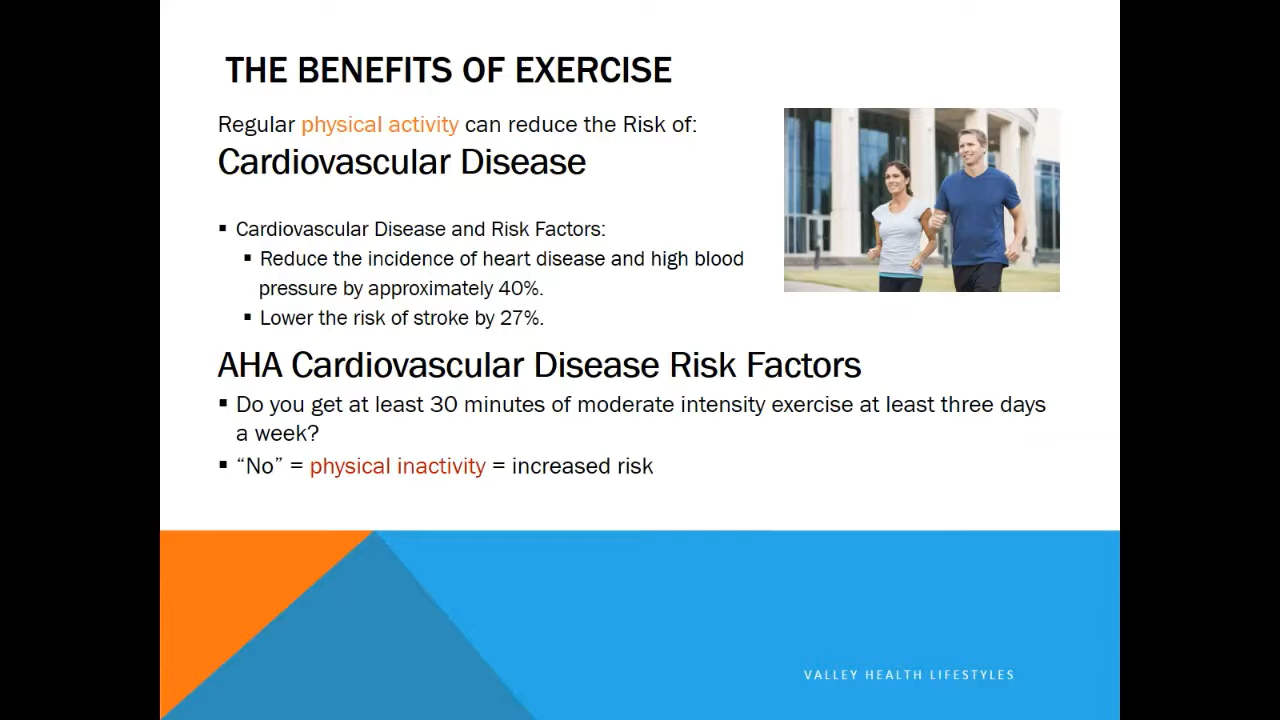 THE BENEFITS OF EXERCISE
Regular physical activity can reduce the Risk of:
Cardiovascular Disease
▪ Cardiovascular Disease and Risk Factors:
▪ Reduce the incidence of heart disease and high blood
pressure by approximately 40%.
▪ Lower the risk of stroke by 27%.
AHA Cardiovascular Disease Risk Factors
▪ Do you get at least 30 minutes of moderate intensity exercise at least three days
a week?
▪ “No” = physical inactivity = increased risk
VALLEY HEALTH LIFESTYLES